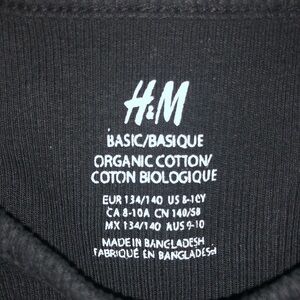 H&M
BASIC/BASIQUE
ORGANIC COTTON/
COTON BIOLOGIQUE
EUR 134/140 US 8-10Y
CA 8-10A CN 140/58
MX 134/140 AUS 9-10
MADE IN BANGLADESH
FABRIQUÉ EN BANGLADESH